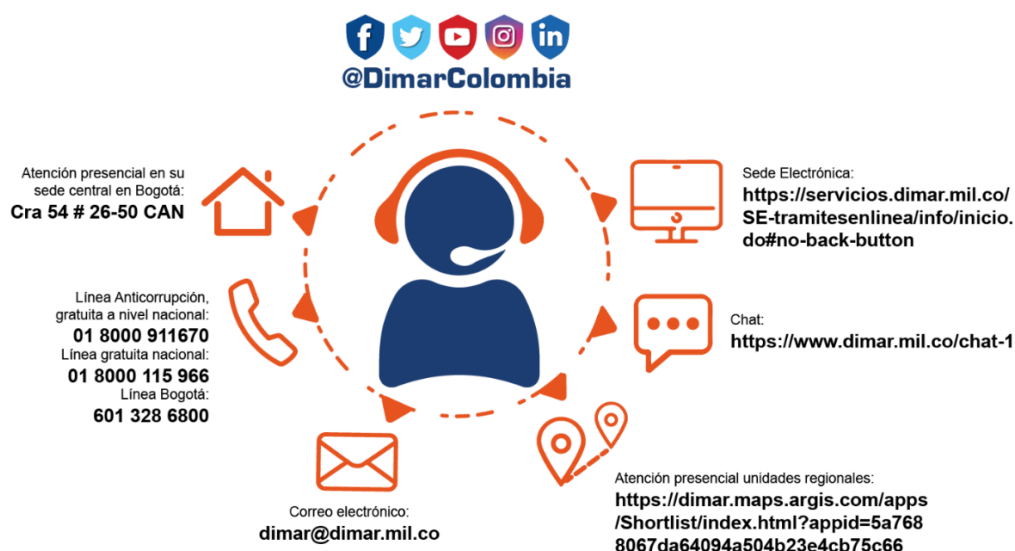 @DimarColombia
Atención presencial en su
sede central en Bogotá:
Cra 54 # 26-50 CAN
Línea Anticorrupción,
gratuita a nivel nacional:
01 8000 911670
Línea gratuita nacional:
01 8000 115 966
Línea Bogotá:
601 328 6800
Correo electrónico:
dimar@dimar.mil.co
Sede Electrónica:
https://servicios.dimar.mil.co/
SE-tramitesenlinea/info/inicio.
do#no-back-button
Chat:
https://www.dimar.mil.co/chat-1
Atención presencial unidades regionales:
https://dimar.maps.argis.com/apps
/Shortlist/index.html?appid=5a768
8067da64094a504b23e4cb75c66